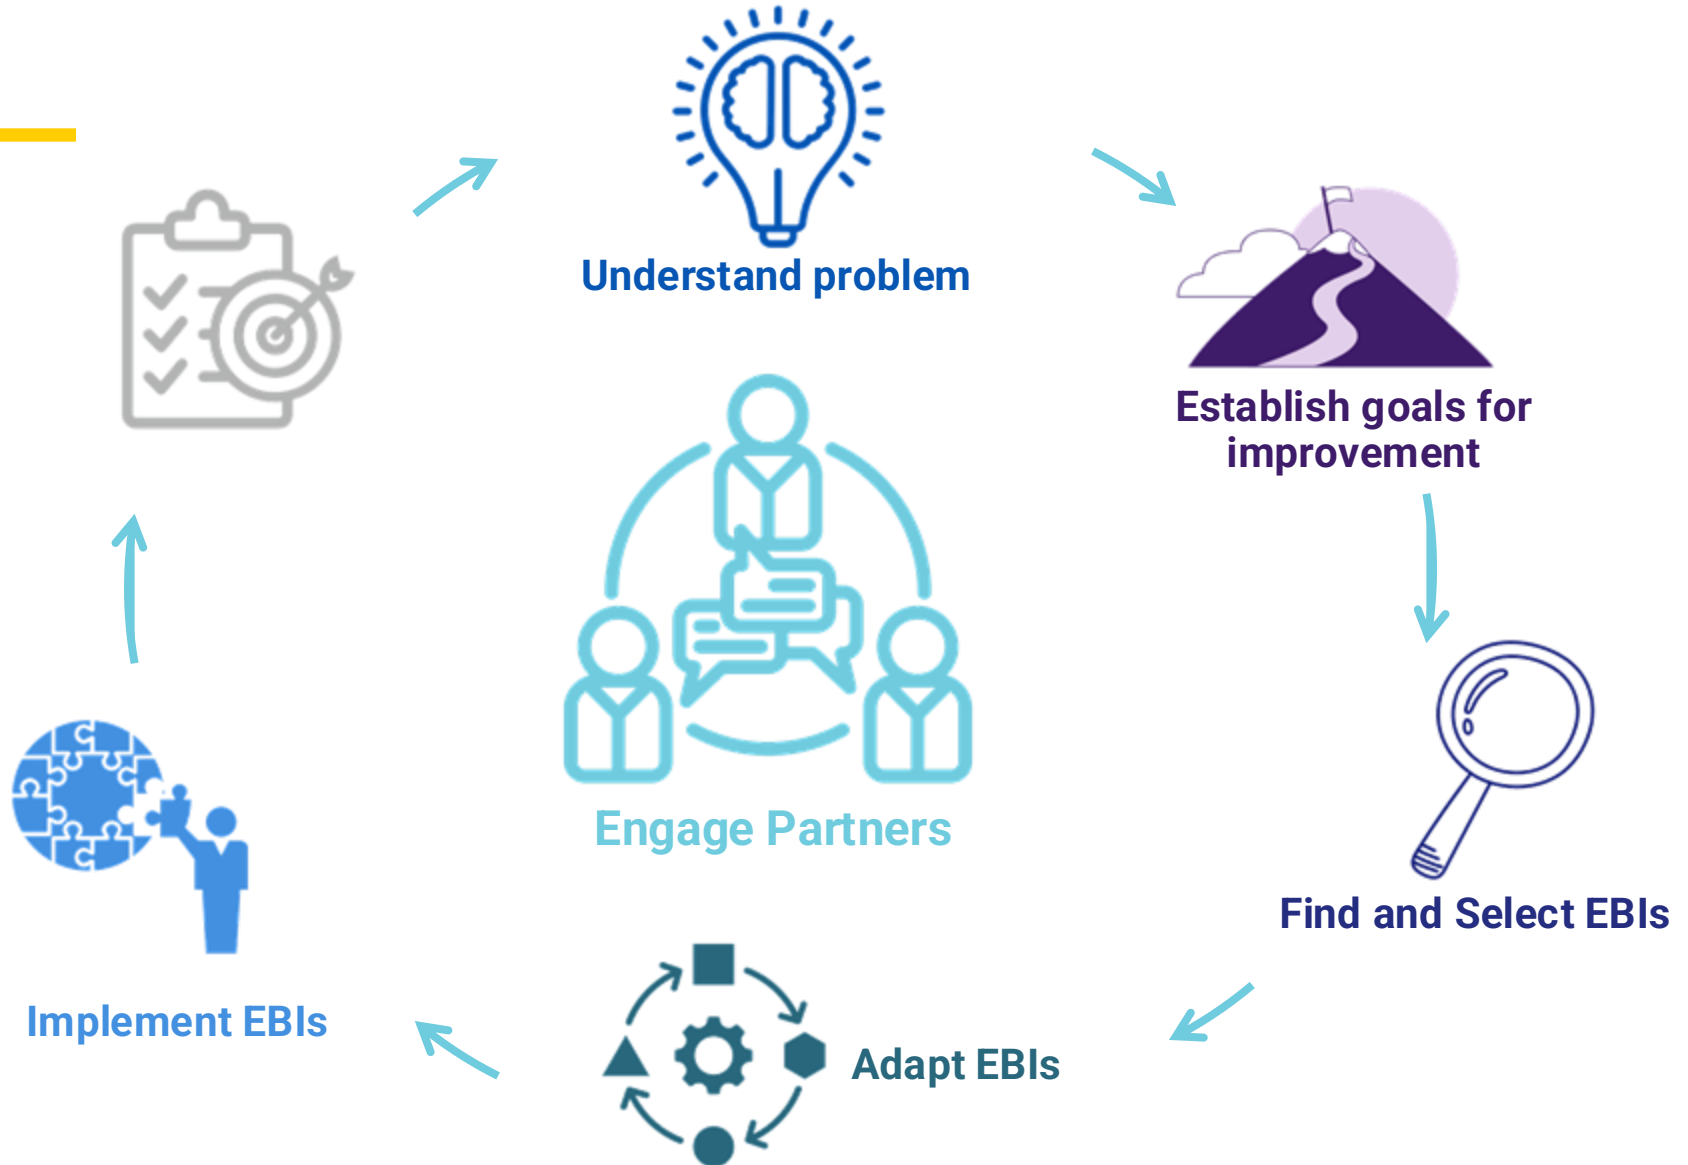 Understand problem
Establish goals for
improvement
Engage Partners
Find and Select EBIs
Adapt EBIs
Implement EBIs